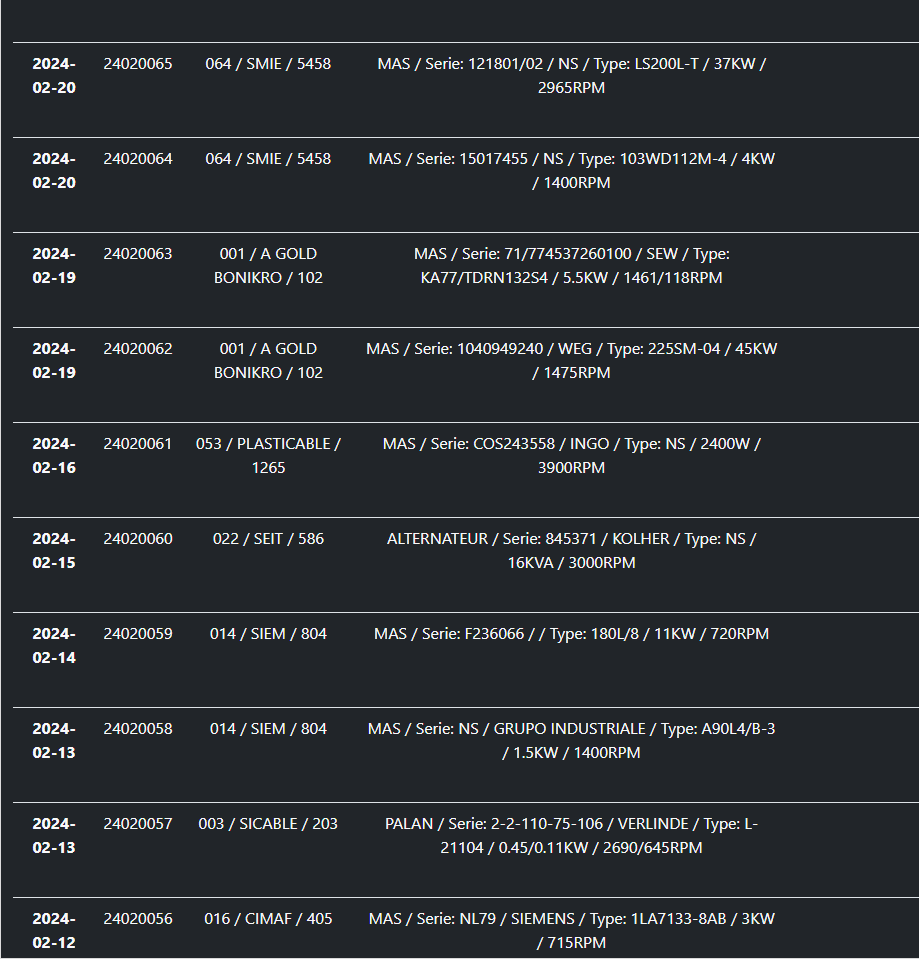 2024- 24020065 064 / SMIE / 5458 MAS / Serie: 121801/02 / NS / Type: LS200L-T / 37KW /
02-20 2965RPM
2024- 24020064 064 / SMIE / 5458 MAS / Serie: 15017455 / NS / Type: 103WD112M-4 / 4KW
02-20 / 1400RPM
2024- 24020063 001 / A GOLD MAS / Serie: 71/774537260100 / SEW / Type:
02-19 BONIKRO / 102 KA77/TDRN132S4 / 5.5KW / 1461/118RPM
2024- 24020062 001 / A GOLD MAS / Serie: 1040949240 / WEG / Type: 225SM-04 / 45KW
02-19 BONIKRO / 102 / 1475RPM
2024- 24020061 053 / PLASTICABLE / MAS / Serie: COS243558 / INGO / Type: NS / 2400W /
02-16 1265 3900RPM
2024- 24020060 022 / SEIT / 586 ALTERNATEUR / Serie: 845371 / KOLHER / Type: NS /
02-15 16KVA / 3000RPM
2024- 24020059 014 / SIEM / 804 MAS / Serie: F236066 / / Type: 180L/8 / 11KW / 720RPM
02-14
2024- 24020058 014 / SIEM / 804 MAS / Serie: NS / GRUPO INDUSTRIALE / Type: A90L4/B-3
02-13 / 1.5KW / 1400RPM
2024- 24020057 003 / SICABLE / 203 PALAN / Serie: 2-2-110-75-106 / VERLINDE / Type: L-
02-13 21104 / 0.45/0.11KW / 2690/645RPM
2024- 24020056 016 / CIMAF / 405 MAS / Serie: NL79 / SIEMENS / Type: 1LA7133-8AB / 3KW
02-12 / 715RPM